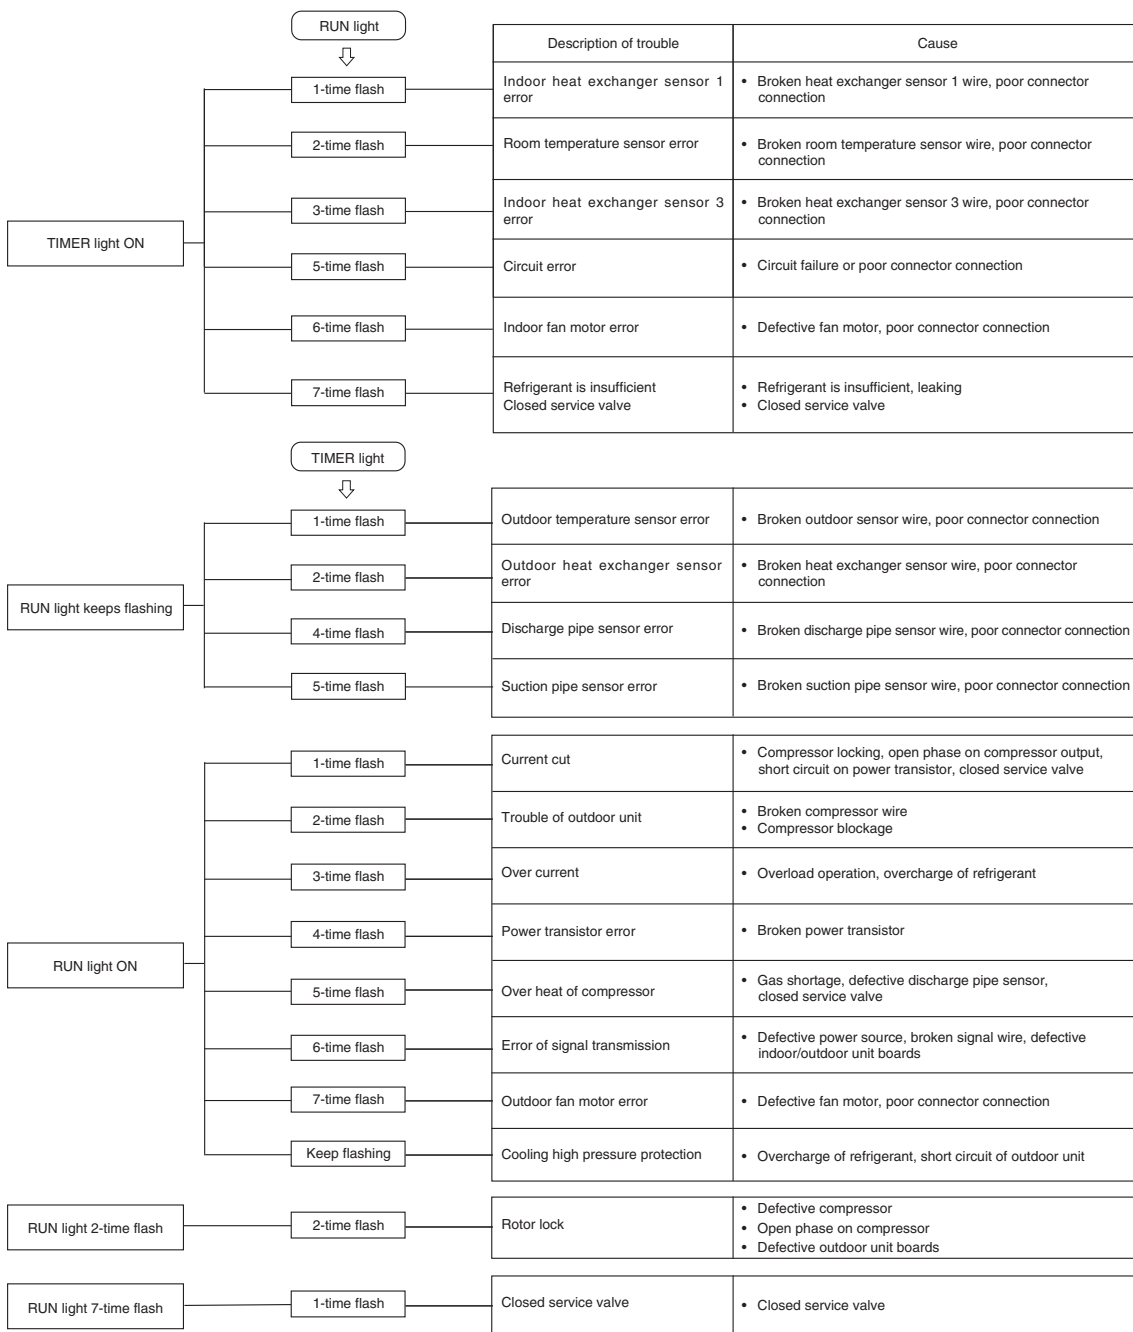 RUN light
Description of trouble
Cause
TIMER light ON
1-time flash
Indoor heat exchanger sensor 1
error
• Broken heat exchanger sensor 1 wire, poor connector
connection
2-time flash
Room temperature sensor error
• Broken room temperature sensor wire, poor connector
connection
3-time flash
Indoor heat exchanger sensor 3
error
• Broken heat exchanger sensor 3 wire, poor connector
connection
5-time flash
Circuit error
• Circuit failure or poor connector connection
6-time flash
Indoor fan motor error
• Defective fan motor, poor connector connection
7-time flash
Refrigerant is insufficient
Closed service valve
• Refrigerant is insufficient, leaking
• Closed service valve
TIMER light
RUN light keeps flashing
1-time flash
Outdoor temperature sensor error
• Broken outdoor sensor wire, poor connector connection
2-time flash
Outdoor heat exchanger sensor
error
• Broken heat exchanger sensor wire, poor connector
connection
4-time flash
Discharge pipe sensor error
• Broken discharge pipe sensor wire, poor connector connection
5-time flash
Suction pipe sensor error
• Broken suction pipe sensor wire, poor connector connection
RUN light ON
1-time flash
Current cut
• Compressor locking, open phase on compressor output,
short circuit on power transistor, closed service valve
2-time flash
Trouble of outdoor unit
• Broken compressor wire
• Compressor blockage
3-time flash
Over current
• Overload operation, overcharge of refrigerant
4-time flash
Power transistor error
• Broken power transistor
5-time flash
Over heat of compressor
• Gas shortage, defective discharge pipe sensor,
closed service valve
6-time flash
Error of signal transmission
• Defective power source, broken signal wire, defective
indoor/outdoor unit boards
7-time flash
Outdoor fan motor error
• Defective fan motor, poor connector connection
Keep flashing
Cooling high pressure protection
• Overcharge of refrigerant, short circuit of outdoor unit
RUN light 2-time flash
2-time flash
Rotor lock
• Defective compressor
• Open phase on compressor
• Defective outdoor unit boards
RUN light 7-time flash
1-time flash
Closed service valve
• Closed service valve